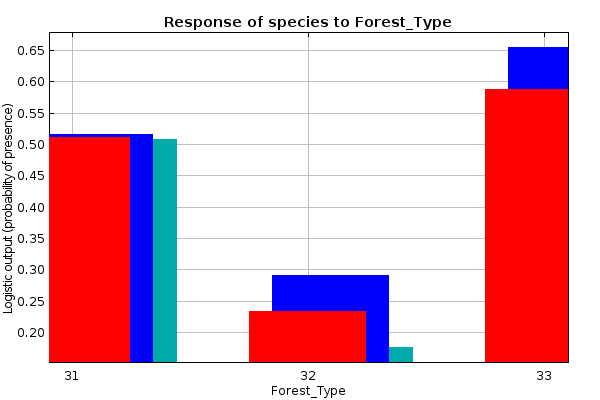 Response of species to Forest_Type
Logistic output (probability of presence)
0.65
0.60
0.55
0.50
0.45
0.40
0.35
0.30
0.25
0.20
31 32 33
Forest_Type